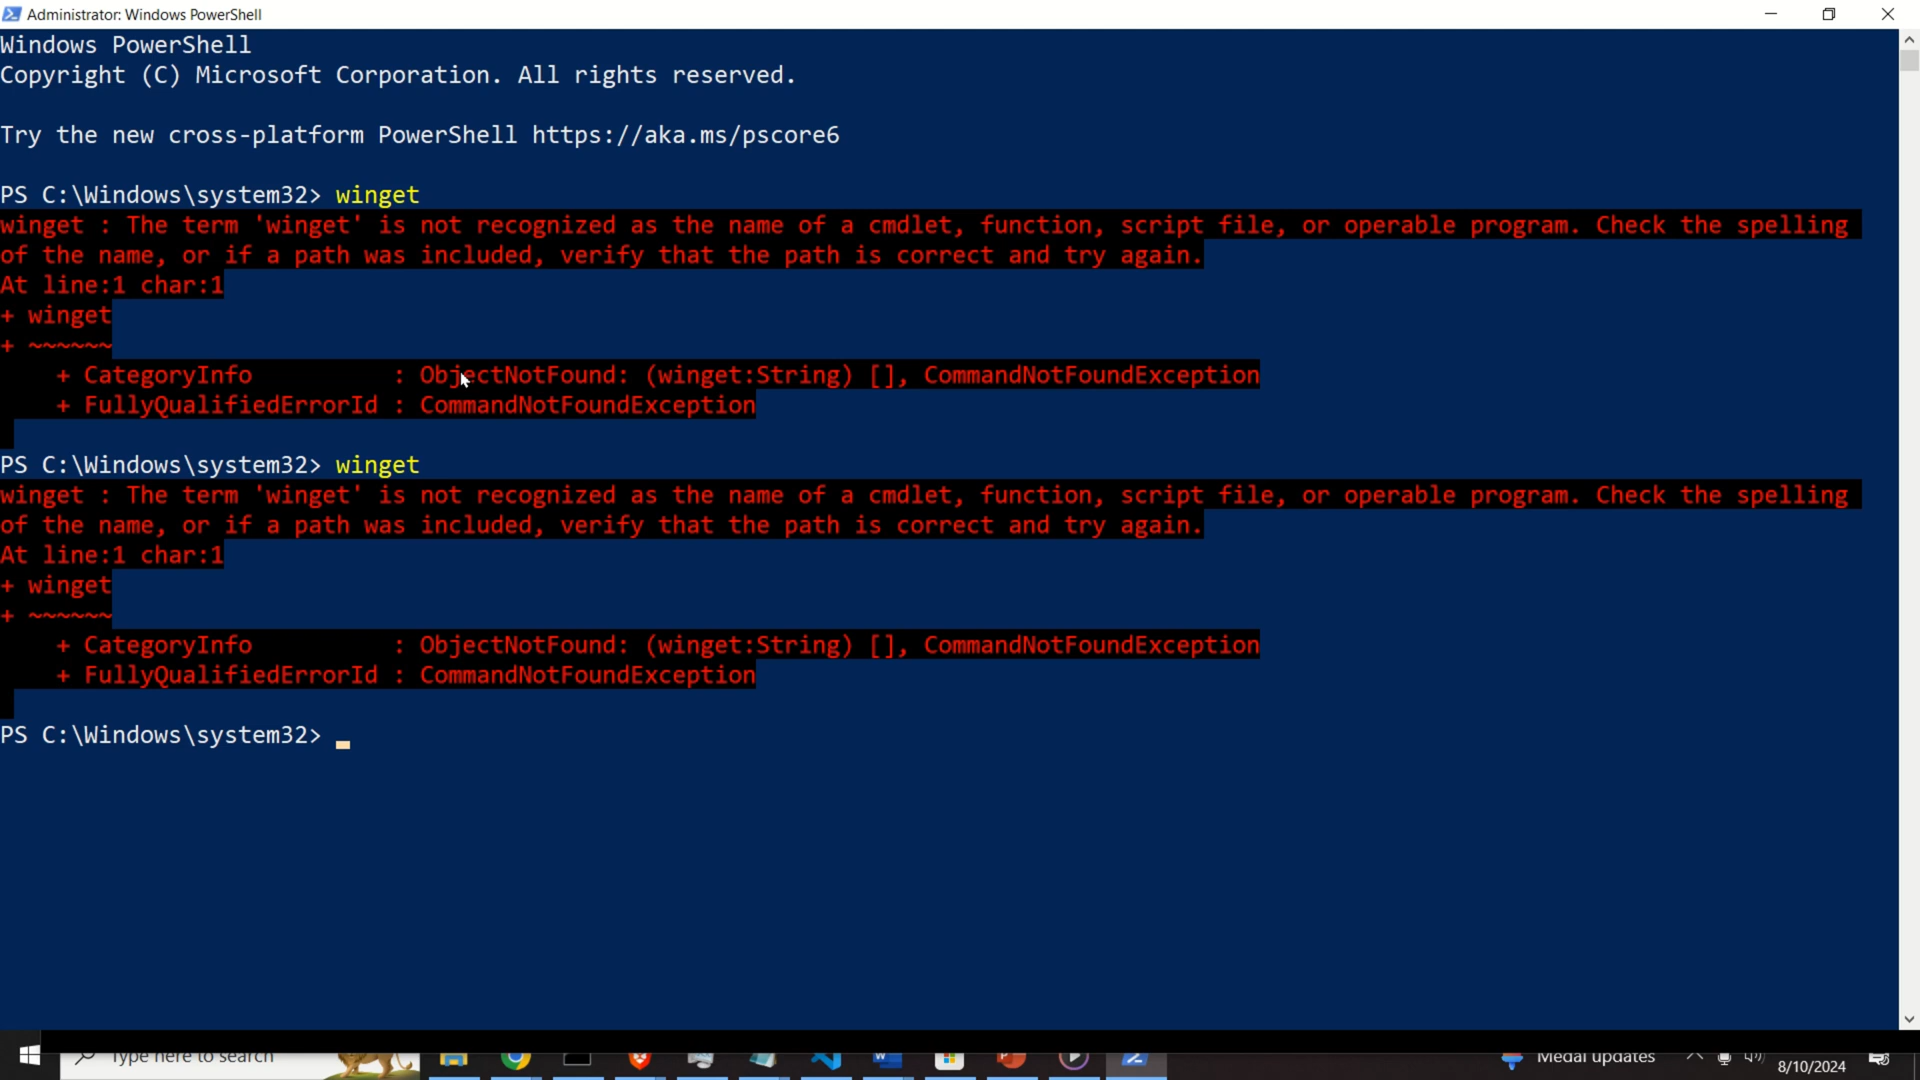 Administrator: Windows PowerShell
Windows PowerShell
Copyright (C) Microsoft Corporation. All rights reserved.
Try the new cross-platform PowerShell https://aka.ms/pscore6
PS C:\Windows\system32> winget
winget : The term 'winget' is not recognized as the name of a cmdlet, function, script file, or operable program. Check the spelling
of the name, or if a path was included, verify that the path is correct and try again.
At line:1 char:1
+ winget
+ ~~~~~~
    + CategoryInfo          : ObjectNotFound: (winget:String) [], CommandNotFoundException
    + FullyQualifiedErrorId : CommandNotFoundException
PS C:\Windows\system32> winget
winget : The term 'winget' is not recognized as the name of a cmdlet, function, script file, or operable program. Check the spelling
of the name, or if a path was included, verify that the path is correct and try again.
At line:1 char:1
+ winget
+ ~~~~~~
    + CategoryInfo          : ObjectNotFound: (winget:String) [], CommandNotFoundException
    + FullyQualifiedErrorId : CommandNotFoundException
PS C:\Windows\system32>
Type here to search
Medal updates
8/10/2024